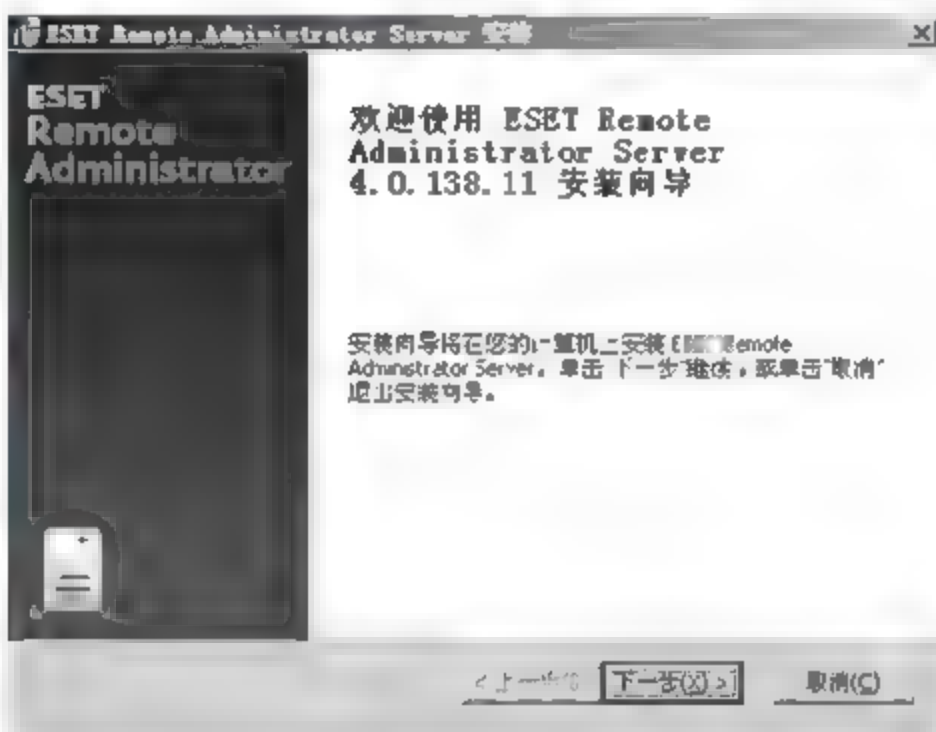 ESET Remote Administrator Server 安装
ESET
Remote
Administrator
欢迎使用 ESET Remote
Administrator Server
4.0.138.11 安装向导
安装向导将在您的计算机上安装 Remote
Administrator Server。单击"下一步"继续，或单击"取消"
退出安装向导。
下一步(N) >
取消(C)